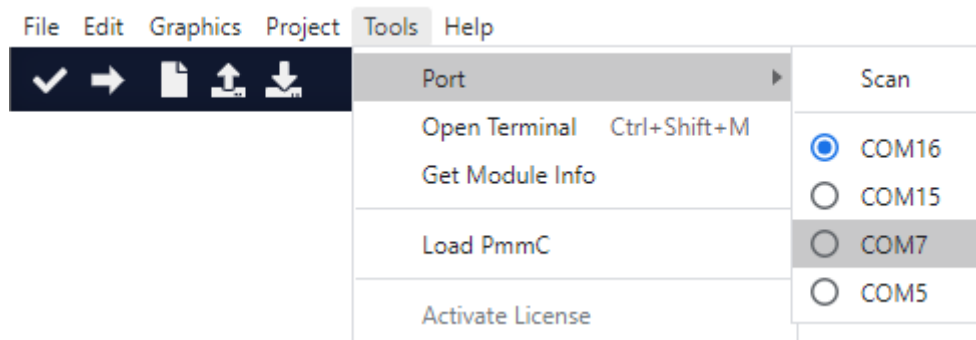 File Edit Graphics Project Tools Help
Port
Open Terminal Ctrl+Shift+M
Get Module Info
Load PmmC
Activate License
Scan
COM16
COM15
COM7
COM5